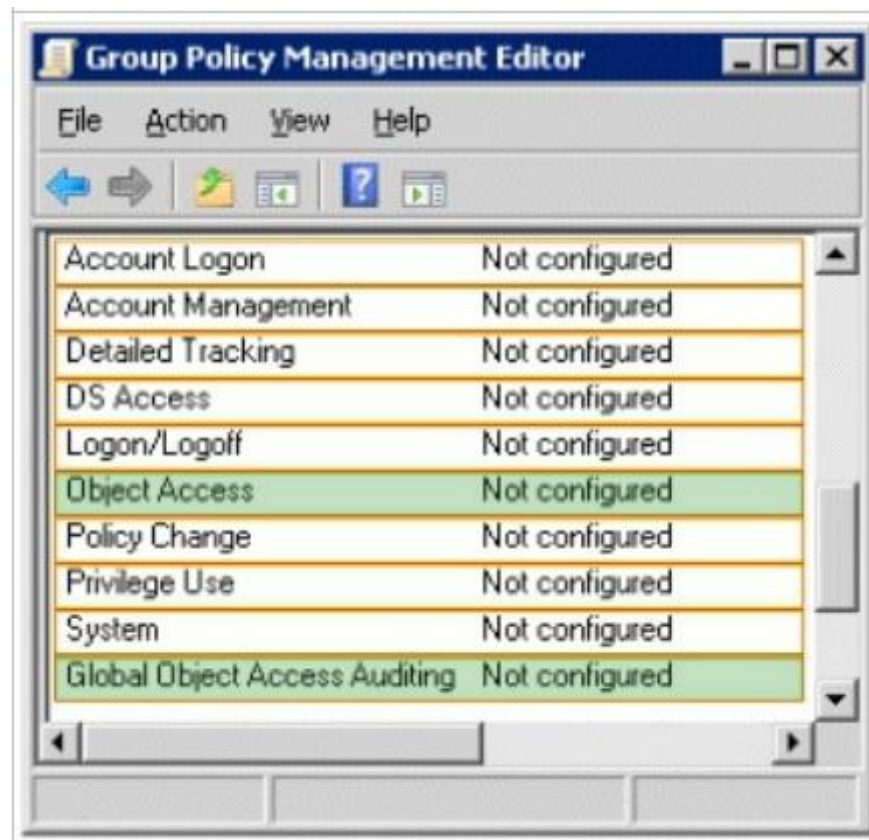 Group Policy Management Editor
File Action View Help
Account Logon Not configured
Account Management Not configured
Detailed Tracking Not configured
DS Access Not configured
Logon/Logoff Not configured
Object Access Not configured
Policy Change Not configured
Privilege Use Not configured
System Not configured
Global Object Access Auditing Not configured